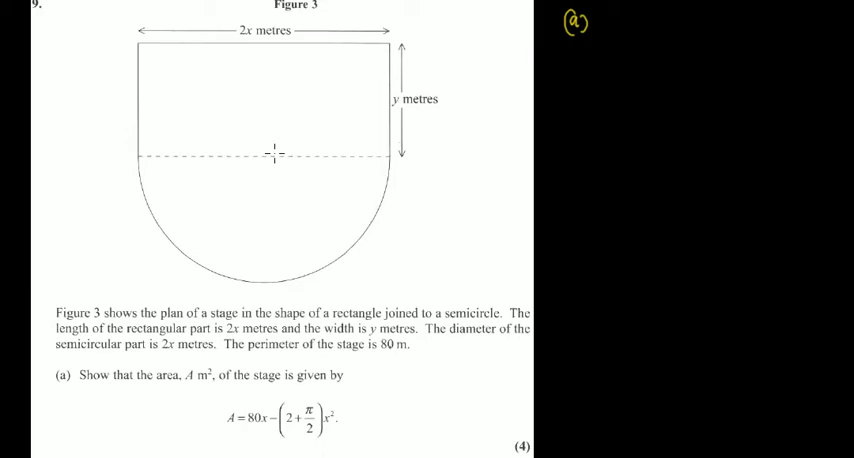 9.
Figure 3
2x metres
y metres
(a)
Figure 3 shows the plan of a stage in the shape of a rectangle joined to a semicircle. The
length of the rectangular part is 2x metres and the width is y metres. The diameter of the
semicircular part is 2x metres. The perimeter of the stage is 80 m.
(a) Show that the area, A m², of the stage is given by
A = 80x − (2 + π/2)x².
(4)